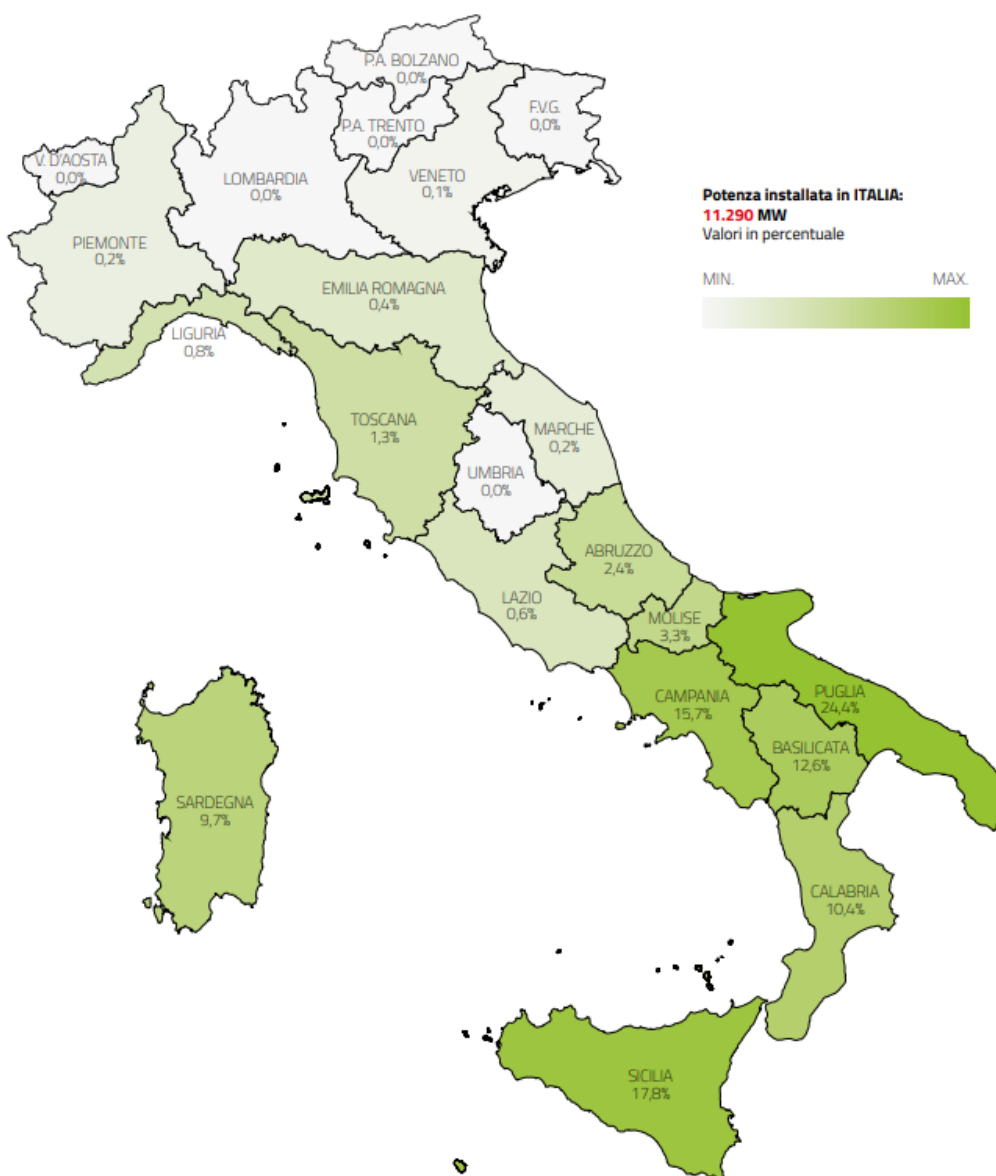 P.A. BOLZANO
0,0%
P.A. TRENTO
0,0%
F.V.G.
0,0%
V. D'AOSTA
0,0%
LOMBARDIA
0,0%
VENETO
0,1%
PIEMONTE
0,2%
Potenza installata in ITALIA:
11.290 MW
Valori in percentuale
MIN.
MAX.
EMILIA ROMAGNA
0,4%
LIGURIA
0,8%
TOSCANA
1,3%
MARCHE
0,2%
UMBRIA
0,0%
ABRUZZO
2,4%
LAZIO
0,6%
MOLISE
3,3%
CAMPANIA
15,7%
PUGLIA
24,4%
BASILICATA
12,6%
SARDEGNA
9,7%
CALABRIA
10,4%
SICILIA
17,8%